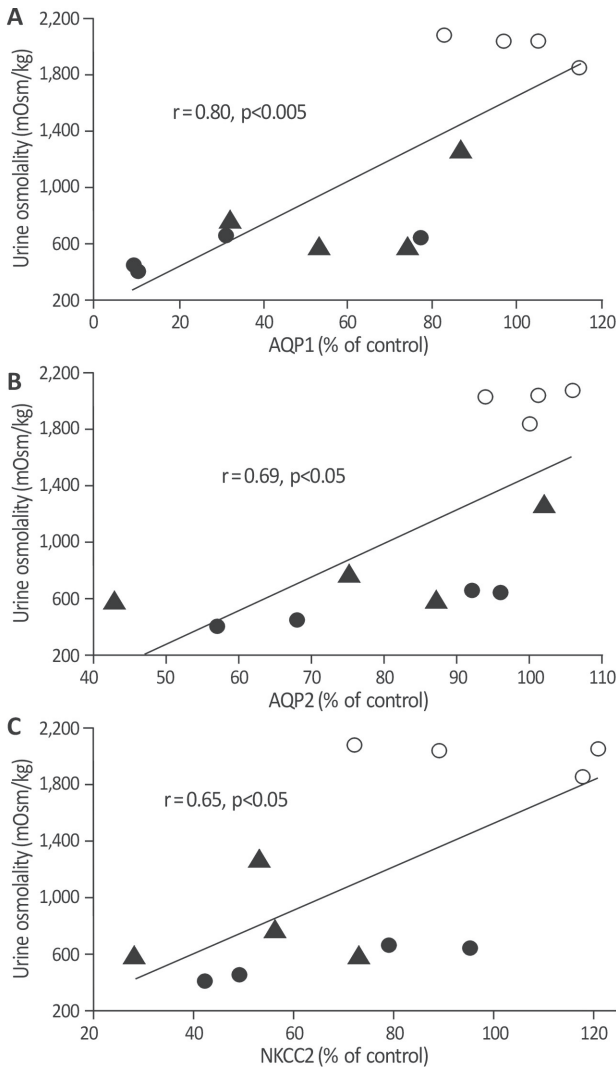 A
Urine osmolality (mOsm/kg)
2,200
1,800
1,400
1,000
600
200
r = 0.80, p<0.005
0 20 40 60 80 100 120
AQP1 (% of control)
B
Urine osmolality (mOsm/kg)
2,200
1,800
1,400
1,000
600
200
r = 0.69, p<0.05
40 50 60 70 80 90 100 110
AQP2 (% of control)
C
Urine osmolality (mOsm/kg)
2,200
1,800
1,400
1,000
600
200
r = 0.65, p<0.05
20 40 60 80 100 120
NKCC2 (% of control)